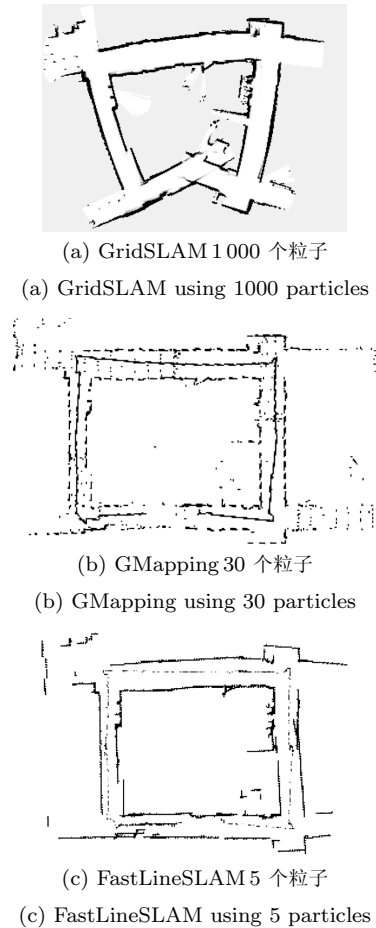 (a) GridSLAM 1 000 个粒子
(a) GridSLAM using 1000 particles
(b) GMapping 30 个粒子
(b) GMapping using 30 particles
(c) FastLineSLAM 5 个粒子
(c) FastLineSLAM using 5 particles